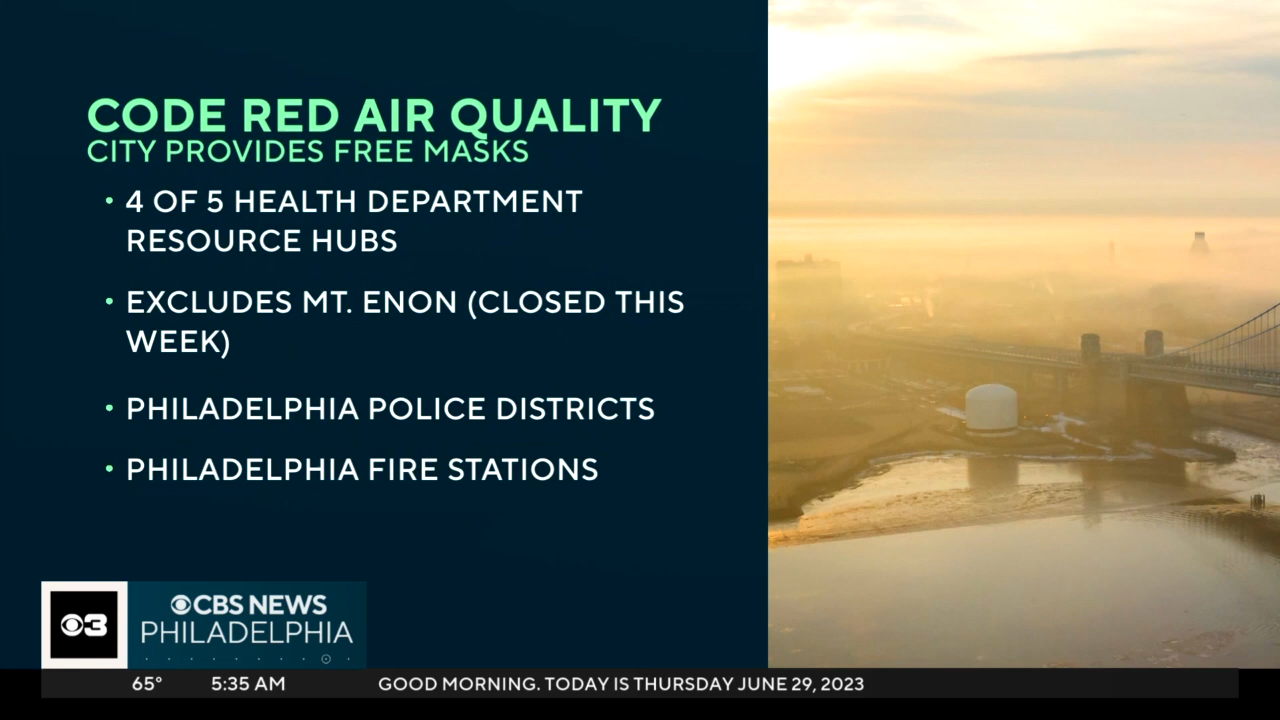 CODE RED AIR QUALITY
CITY PROVIDES FREE MASKS
• 4 OF 5 HEALTH DEPARTMENT
RESOURCE HUBS
• EXCLUDES MT. ENON (CLOSED THIS
WEEK)
• PHILADELPHIA POLICE DISTRICTS
• PHILADELPHIA FIRE STATIONS
3
CBS NEWS
PHILADELPHIA
65° 5:35 AM GOOD MORNING. TODAY IS THURSDAY JUNE 29, 2023